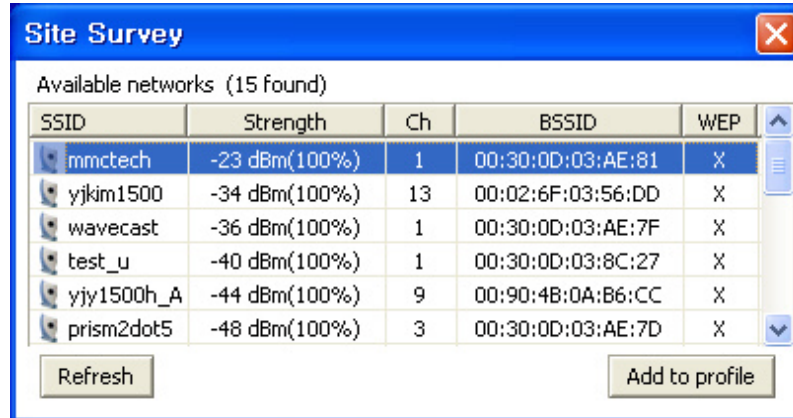 Site Survey
Available networks (15 found)
SSID Strength Ch BSSID WEP
mmctech -23 dBm(100%) 1 00:30:0D:03:AE:81 X
yjkim1500 -34 dBm(100%) 13 00:02:6F:03:56:DD X
wavecast -36 dBm(100%) 1 00:30:0D:03:AE:7F X
test_u -40 dBm(100%) 1 00:30:0D:03:8C:27 X
yjy1500h_A -44 dBm(100%) 9 00:90:4B:0A:B6:CC X
prism2dot5 -48 dBm(100%) 3 00:30:0D:03:AE:7D X
Refresh Add to profile